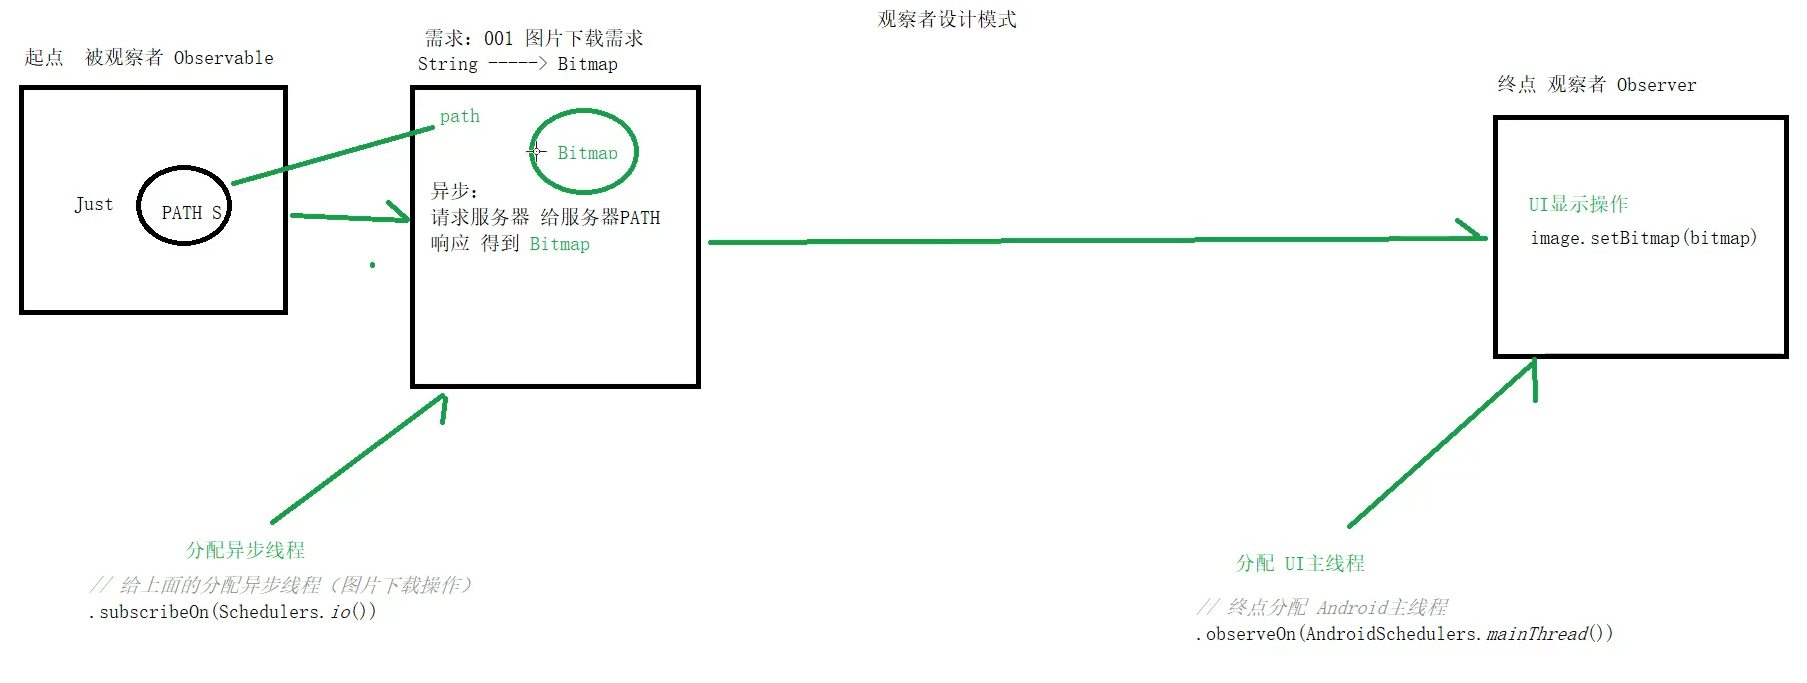 观察者设计模式
起点 被观察者 Observable
Just
PATH S
需求：001 图片下载需求
String -----> Bitmap
path
Bitmap
异步：
请求服务器 给服务器PATH
响应 得到 Bitmap
终点 观察者 Observer
UI显示操作
image.setBitmap(bitmap)
分配异步线程
// 给上面的分配异步线程（图片下载操作）
.subscribeOn(Schedulers.io())
分配 UI主线程
// 终点分配 Android主线程
.observeOn(AndroidSchedulers.mainThread())